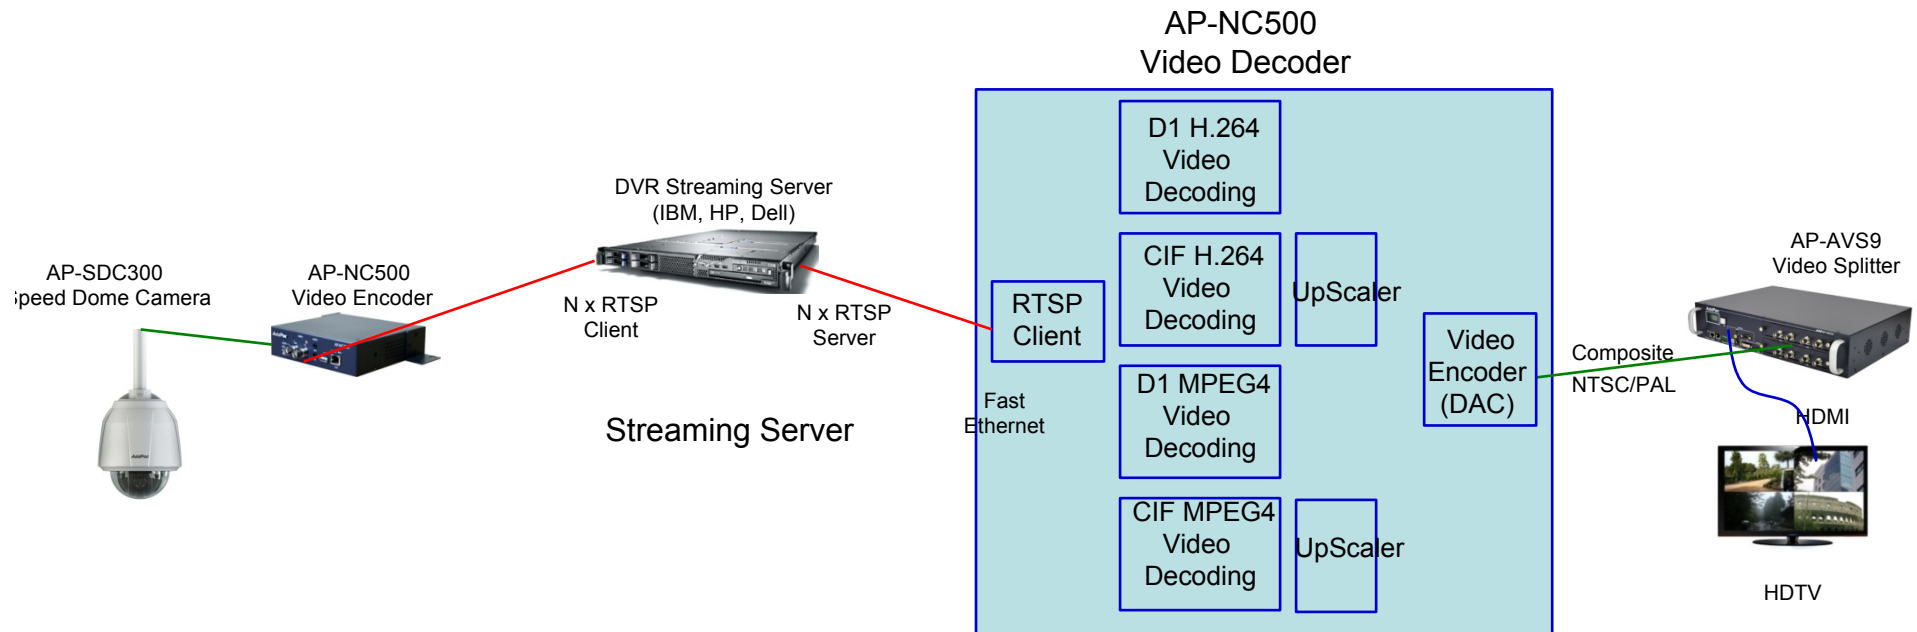 AP-NC500
Video Decoder
D1 H.264
Video
Decoding
DVR Streaming Server
(IBM, HP, Dell)
AP-SDC300
Speed Dome Camera
AP-NC500
Video Encoder
N x RTSP
Client
N x RTSP
Server
Streaming Server
RTSP
Client
Fast
Ethernet
CIF H.264
Video
Decoding
UpScaler
D1 MPEG4
Video
Decoding
CIF MPEG4
Video
Decoding
UpScaler
Video
Encoder
(DAC)
Composite
NTSC/PAL
AP-AVS9
Video Splitter
HDMI
HDTV